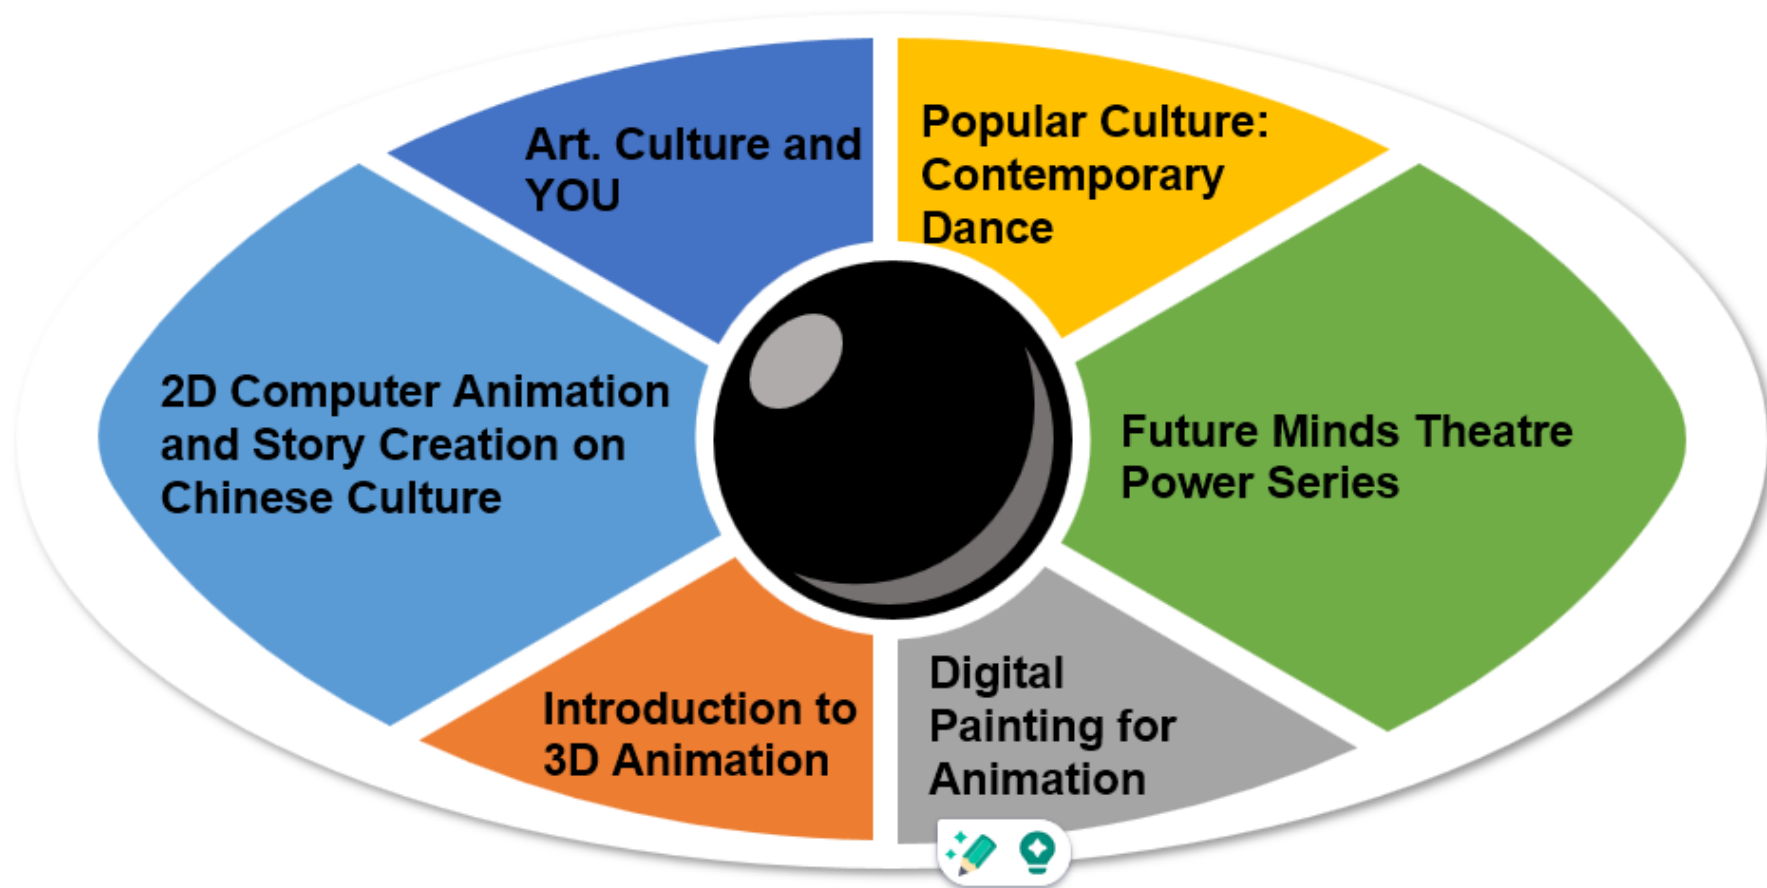 Art. Culture and
YOU
Popular Culture:
Contemporary
Dance
2D Computer Animation
and Story Creation on
Chinese Culture
Future Minds Theatre
Power Series
Introduction to
3D Animation
Digital
Painting for
Animation